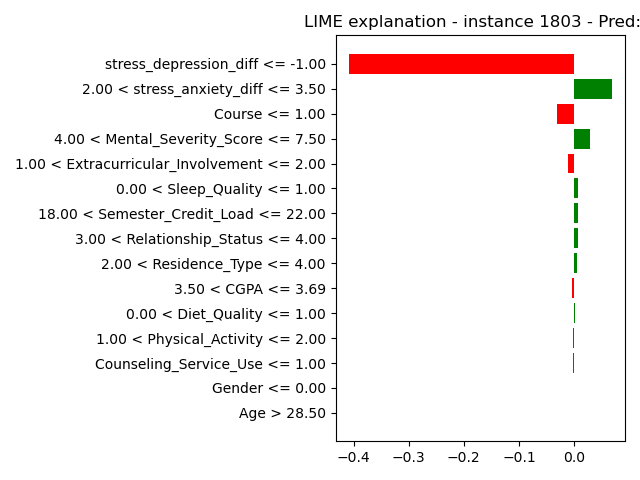 LIME explanation - instance 1803 - Pred:
stress_depression_diff <= -1.00
2.00 < stress_anxiety_diff <= 3.50
Course <= 1.00
4.00 < Mental_Severity_Score <= 7.50
1.00 < Extracurricular_Involvement <= 2.00
0.00 < Sleep_Quality <= 1.00
18.00 < Semester_Credit_Load <= 22.00
3.00 < Relationship_Status <= 4.00
2.00 < Residence_Type <= 4.00
3.50 < CGPA <= 3.69
0.00 < Diet_Quality <= 1.00
1.00 < Physical_Activity <= 2.00
Counseling_Service_Use <= 1.00
Gender <= 0.00
Age > 28.50
−0.4 −0.3 −0.2 −0.1 0.0